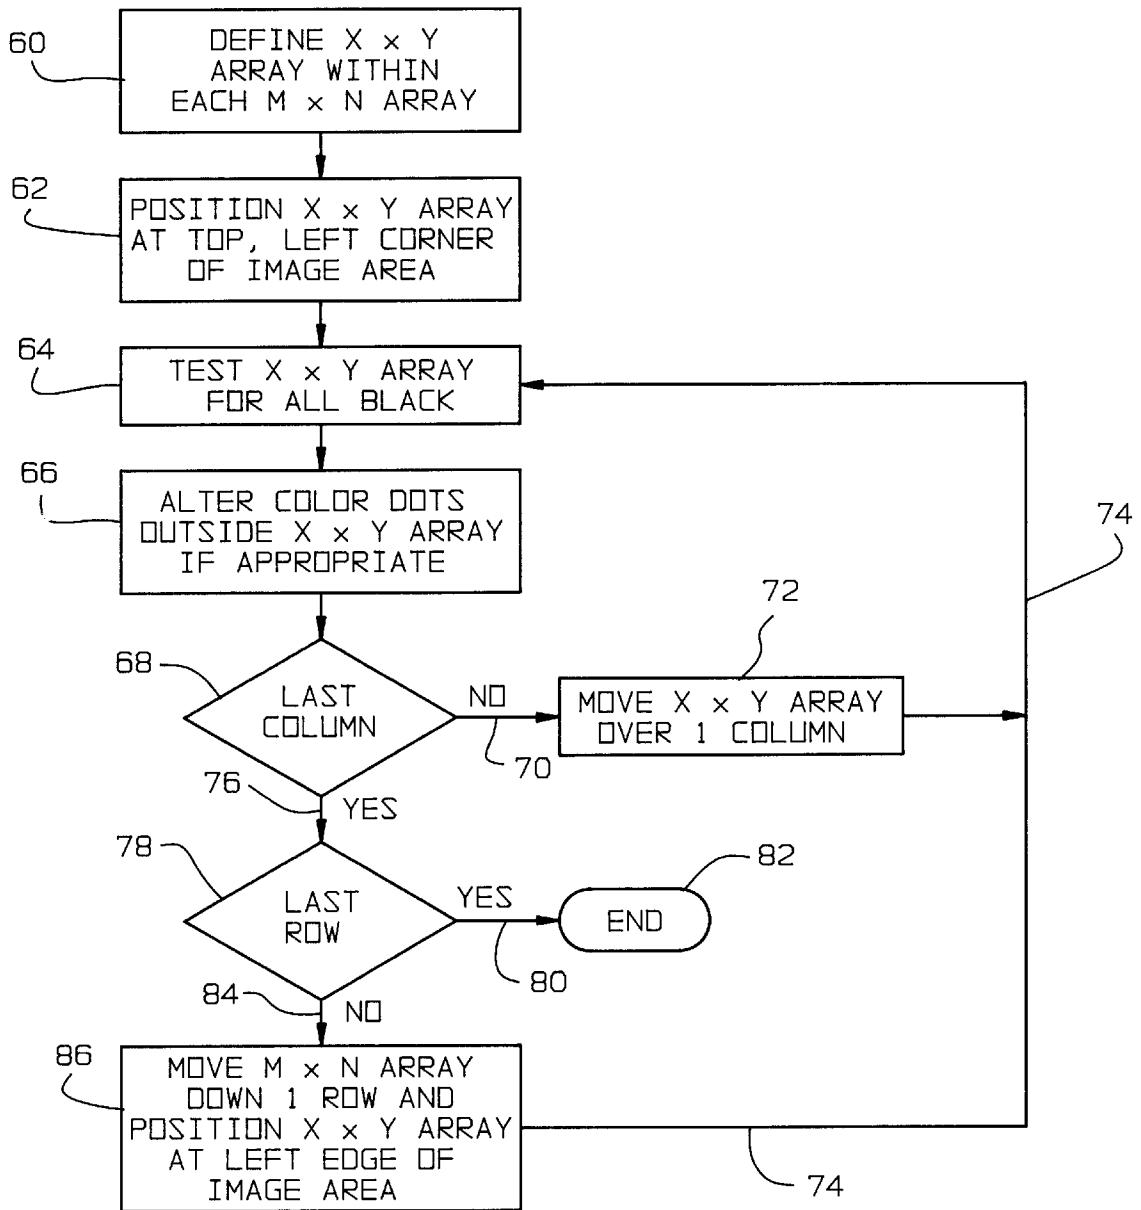 60
DEFINE X × Y
ARRAY WITHIN
EACH M × N ARRAY
62
POSITION X × Y ARRAY
AT TOP, LEFT CORNER
OF IMAGE AREA
64
TEST X × Y ARRAY
FOR ALL BLACK
66
ALTER COLOR DOTS
OUTSIDE X × Y ARRAY
IF APPROPRIATE
74
68
LAST
COLUMN
NO
70
72
MOVE X × Y ARRAY
OVER 1 COLUMN
76
YES
78
LAST
ROW
YES
80
82
END
84
NO
86
MOVE M × N ARRAY
DOWN 1 ROW AND
POSITION X × Y ARRAY
AT LEFT EDGE OF
IMAGE AREA
74